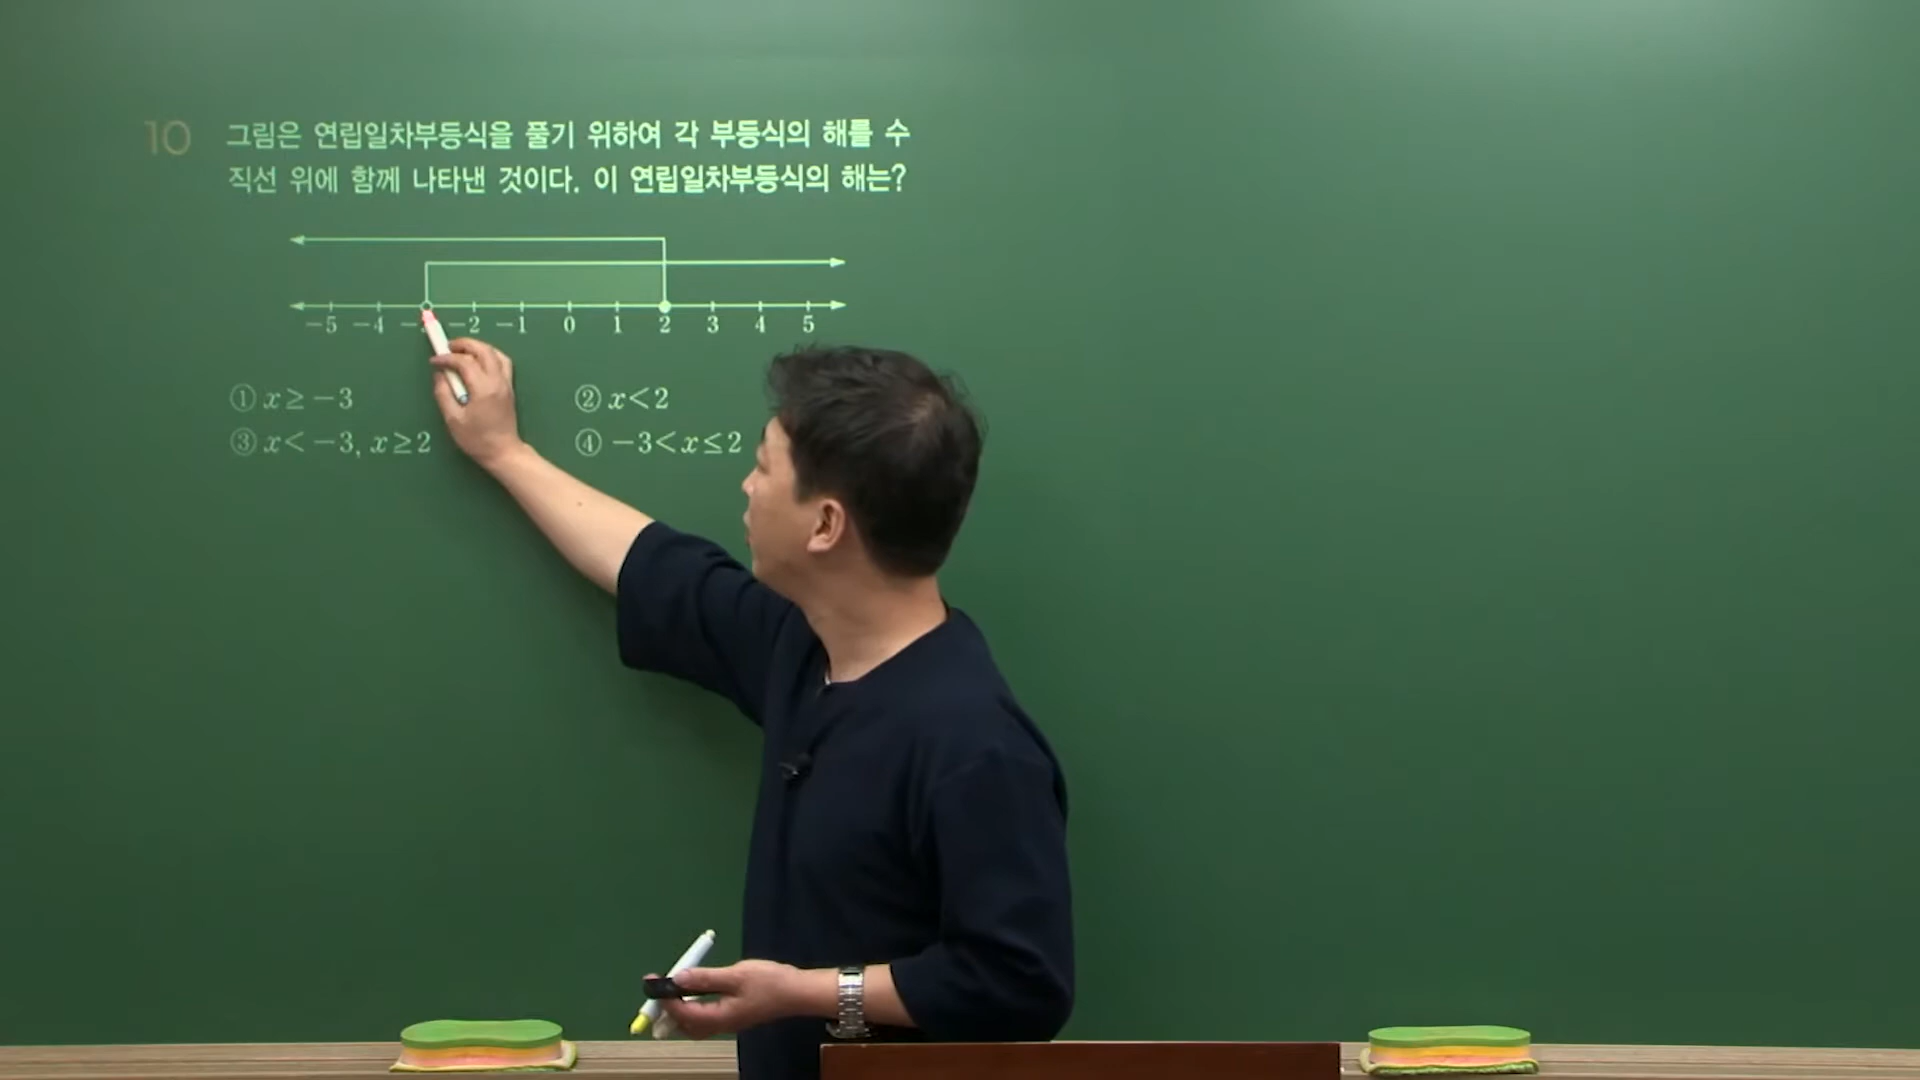 10 그림은 연립일차부등식을 풀기 위하여 각 부등식의 해를 수
직선 위에 함께 나타낸 것이다. 이 연립일차부등식의 해는?
-5 -4 -2 -1 0 1 2 3 4 5
① x≥-3 ② x<2
③ x<-3, x≥2 ④ -3<x≤2